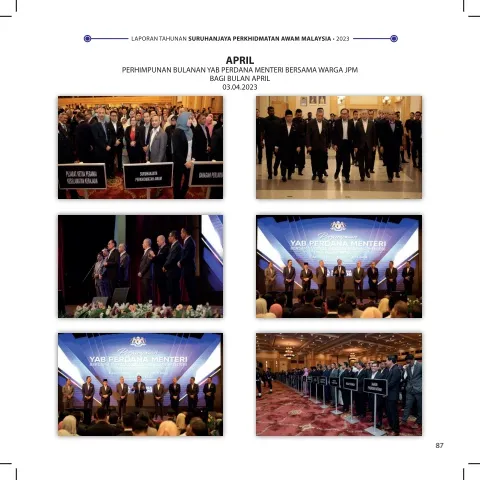 LAPORAN TAHUNAN SURUHANJAYA PERKHIDMATAN AWAM MALAYSIA • 2023
APRIL
PERHIMPUNAN BULANAN YAB PERDANA MENTERI BERSAMA WARGA JPM
BAGI BULAN APRIL
03.04.2023
PEJABAT KETUA PEGAWAI
KESELAMATAN KERAJAAN
SURUHANJAYA
PERKHIDMATAN AWAM
YAB PERDANA MENTERI
YAB PERDANA MENTERI
87